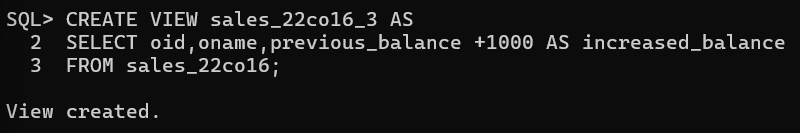 SQL> CREATE VIEW sales_22co16_3 AS
  2  SELECT oid,oname,previous_balance +1000 AS increased_balance
  3  FROM sales_22co16;

View created.